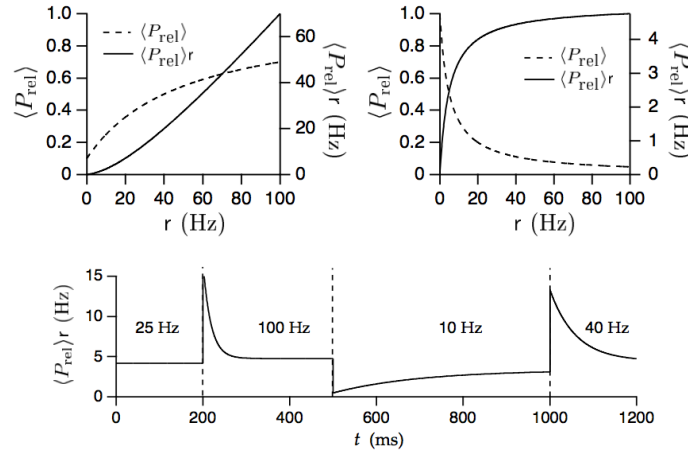 1.0
0.8
0.6
0.4
0.2
0
⟨P_rel⟩
⟨P_rel⟩
⟨P_rel⟩r
60
40
20
0
⟨P_rel⟩r (Hz)
0 20 40 60 80 100
r (Hz)
1.0
0.8
0.6
0.4
0.2
0
⟨P_rel⟩
⟨P_rel⟩
⟨P_rel⟩r
4
3
2
1
0
⟨P_rel⟩r (Hz)
0 20 40 60 80 100
r (Hz)
15
10
5
0
⟨P_rel⟩r (Hz)
25 Hz 100 Hz 10 Hz 40 Hz
0 200 400 600 800 1000 1200
t (ms)